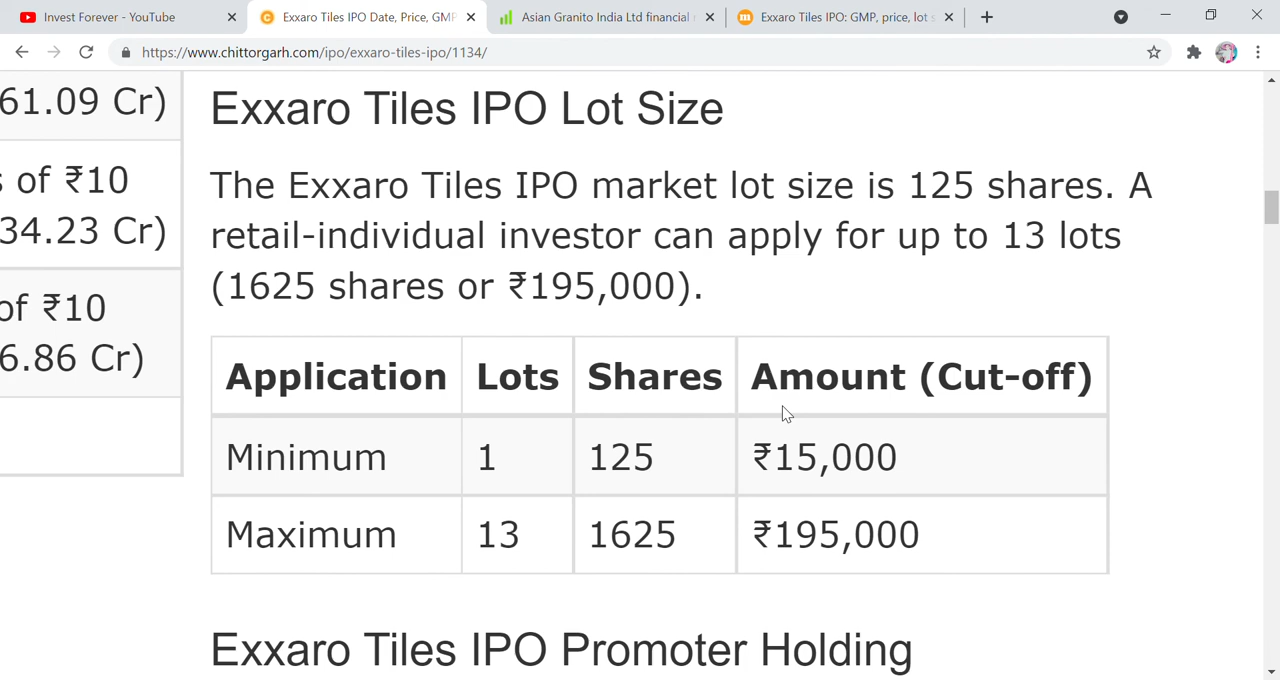 Invest Forever - YouTube
Exxaro Tiles IPO Date, Price, GMP
Asian Granito India Ltd financial
Exxaro Tiles IPO: GMP, price, lot s
https://www.chittorgarh.com/ipo/exxaro-tiles-ipo/1134/
61.09 Cr)
s of ₹10
34.23 Cr)
of ₹10
6.86 Cr)
Exxaro Tiles IPO Lot Size
The Exxaro Tiles IPO market lot size is 125 shares. A
retail-individual investor can apply for up to 13 lots
(1625 shares or ₹195,000).
Application Lots Shares Amount (Cut-off)
Minimum 1 125 ₹15,000
Maximum 13 1625 ₹195,000
Exxaro Tiles IPO Promoter Holding